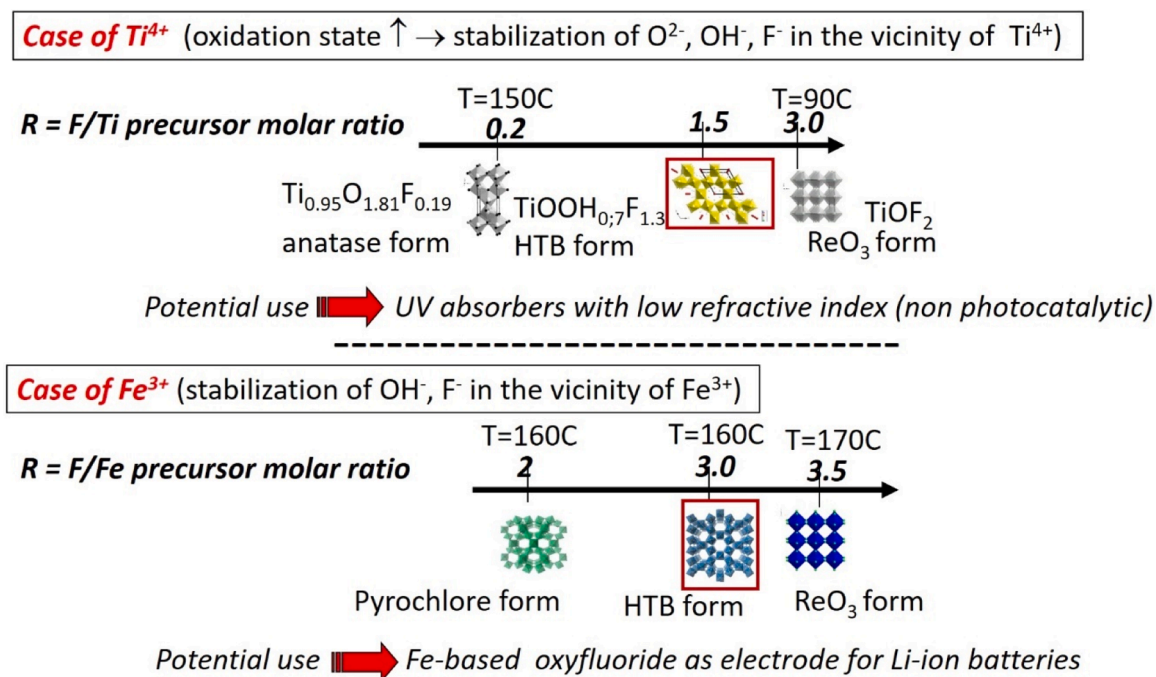 Case of Ti⁴⁺ (oxidation state ↑ → stabilization of O²⁻, OH⁻, F⁻ in the vicinity of Ti⁴⁺)
T=150C T=90C
R = F/Ti precursor molar ratio 0.2 1.5 3.0
Ti₀.₉₅O₁.₈₁F₀.₁₉ TiOOH₀;₇F₁.₃ TiOF₂
anatase form HTB form ReO₃ form
Potential use UV absorbers with low refractive index (non photocatalytic)
Case of Fe³⁺ (stabilization of OH⁻, F⁻ in the vicinity of Fe³⁺)
T=160C T=160C T=170C
R = F/Fe precursor molar ratio 2 3.0 3.5
Pyrochlore form HTB form ReO₃ form
Potential use Fe-based oxyfluoride as electrode for Li-ion batteries